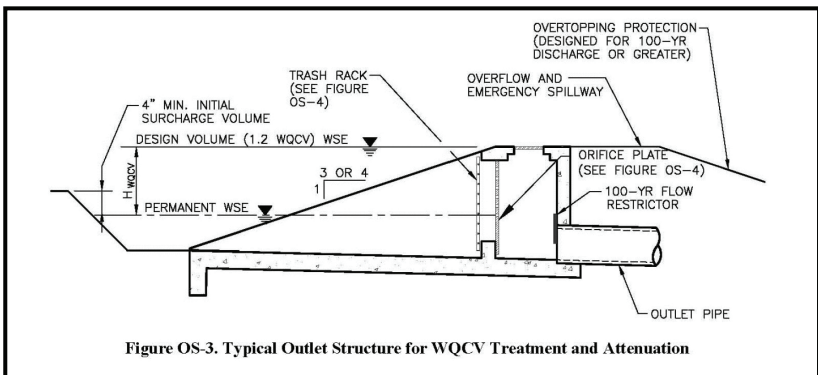 OVERTOPPING PROTECTION
(DESIGNED FOR 100-YR
DISCHARGE OR GREATER)
TRASH RACK
(SEE FIGURE
OS-4)
OVERFLOW AND
EMERGENCY SPILLWAY
4" MIN. INITIAL
SURCHARGE VOLUME
DESIGN VOLUME (1.2 WQCV) WSE
ORIFICE PLATE
(SEE FIGURE OS-4)
H WQCV
3 OR 4
1
100-YR FLOW
RESTRICTOR
PERMANENT WSE
OUTLET PIPE
Figure OS-3. Typical Outlet Structure for WQCV Treatment and Attenuation